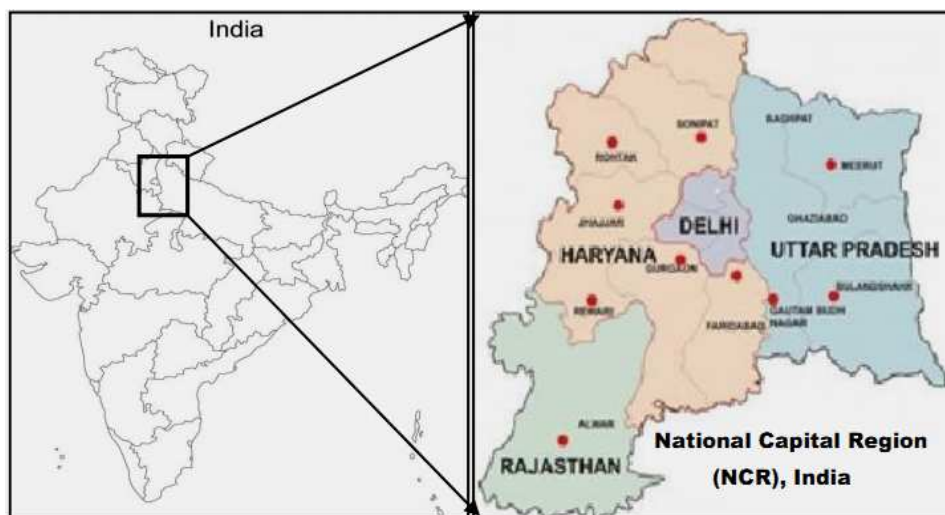 India
SONIPAT
BAGHPAT
ROHTAK
MEERUT
JHAJJAR
DELHI
GHAZIABAD
HARYANA
UTTAR PRADESH
GURGAON
BULANGSHAHR
REWARI
FARIDABAD
GAUTAM BUDH
NAGAR
ALWAR
RAJASTHAN
National Capital Region
(NCR), India